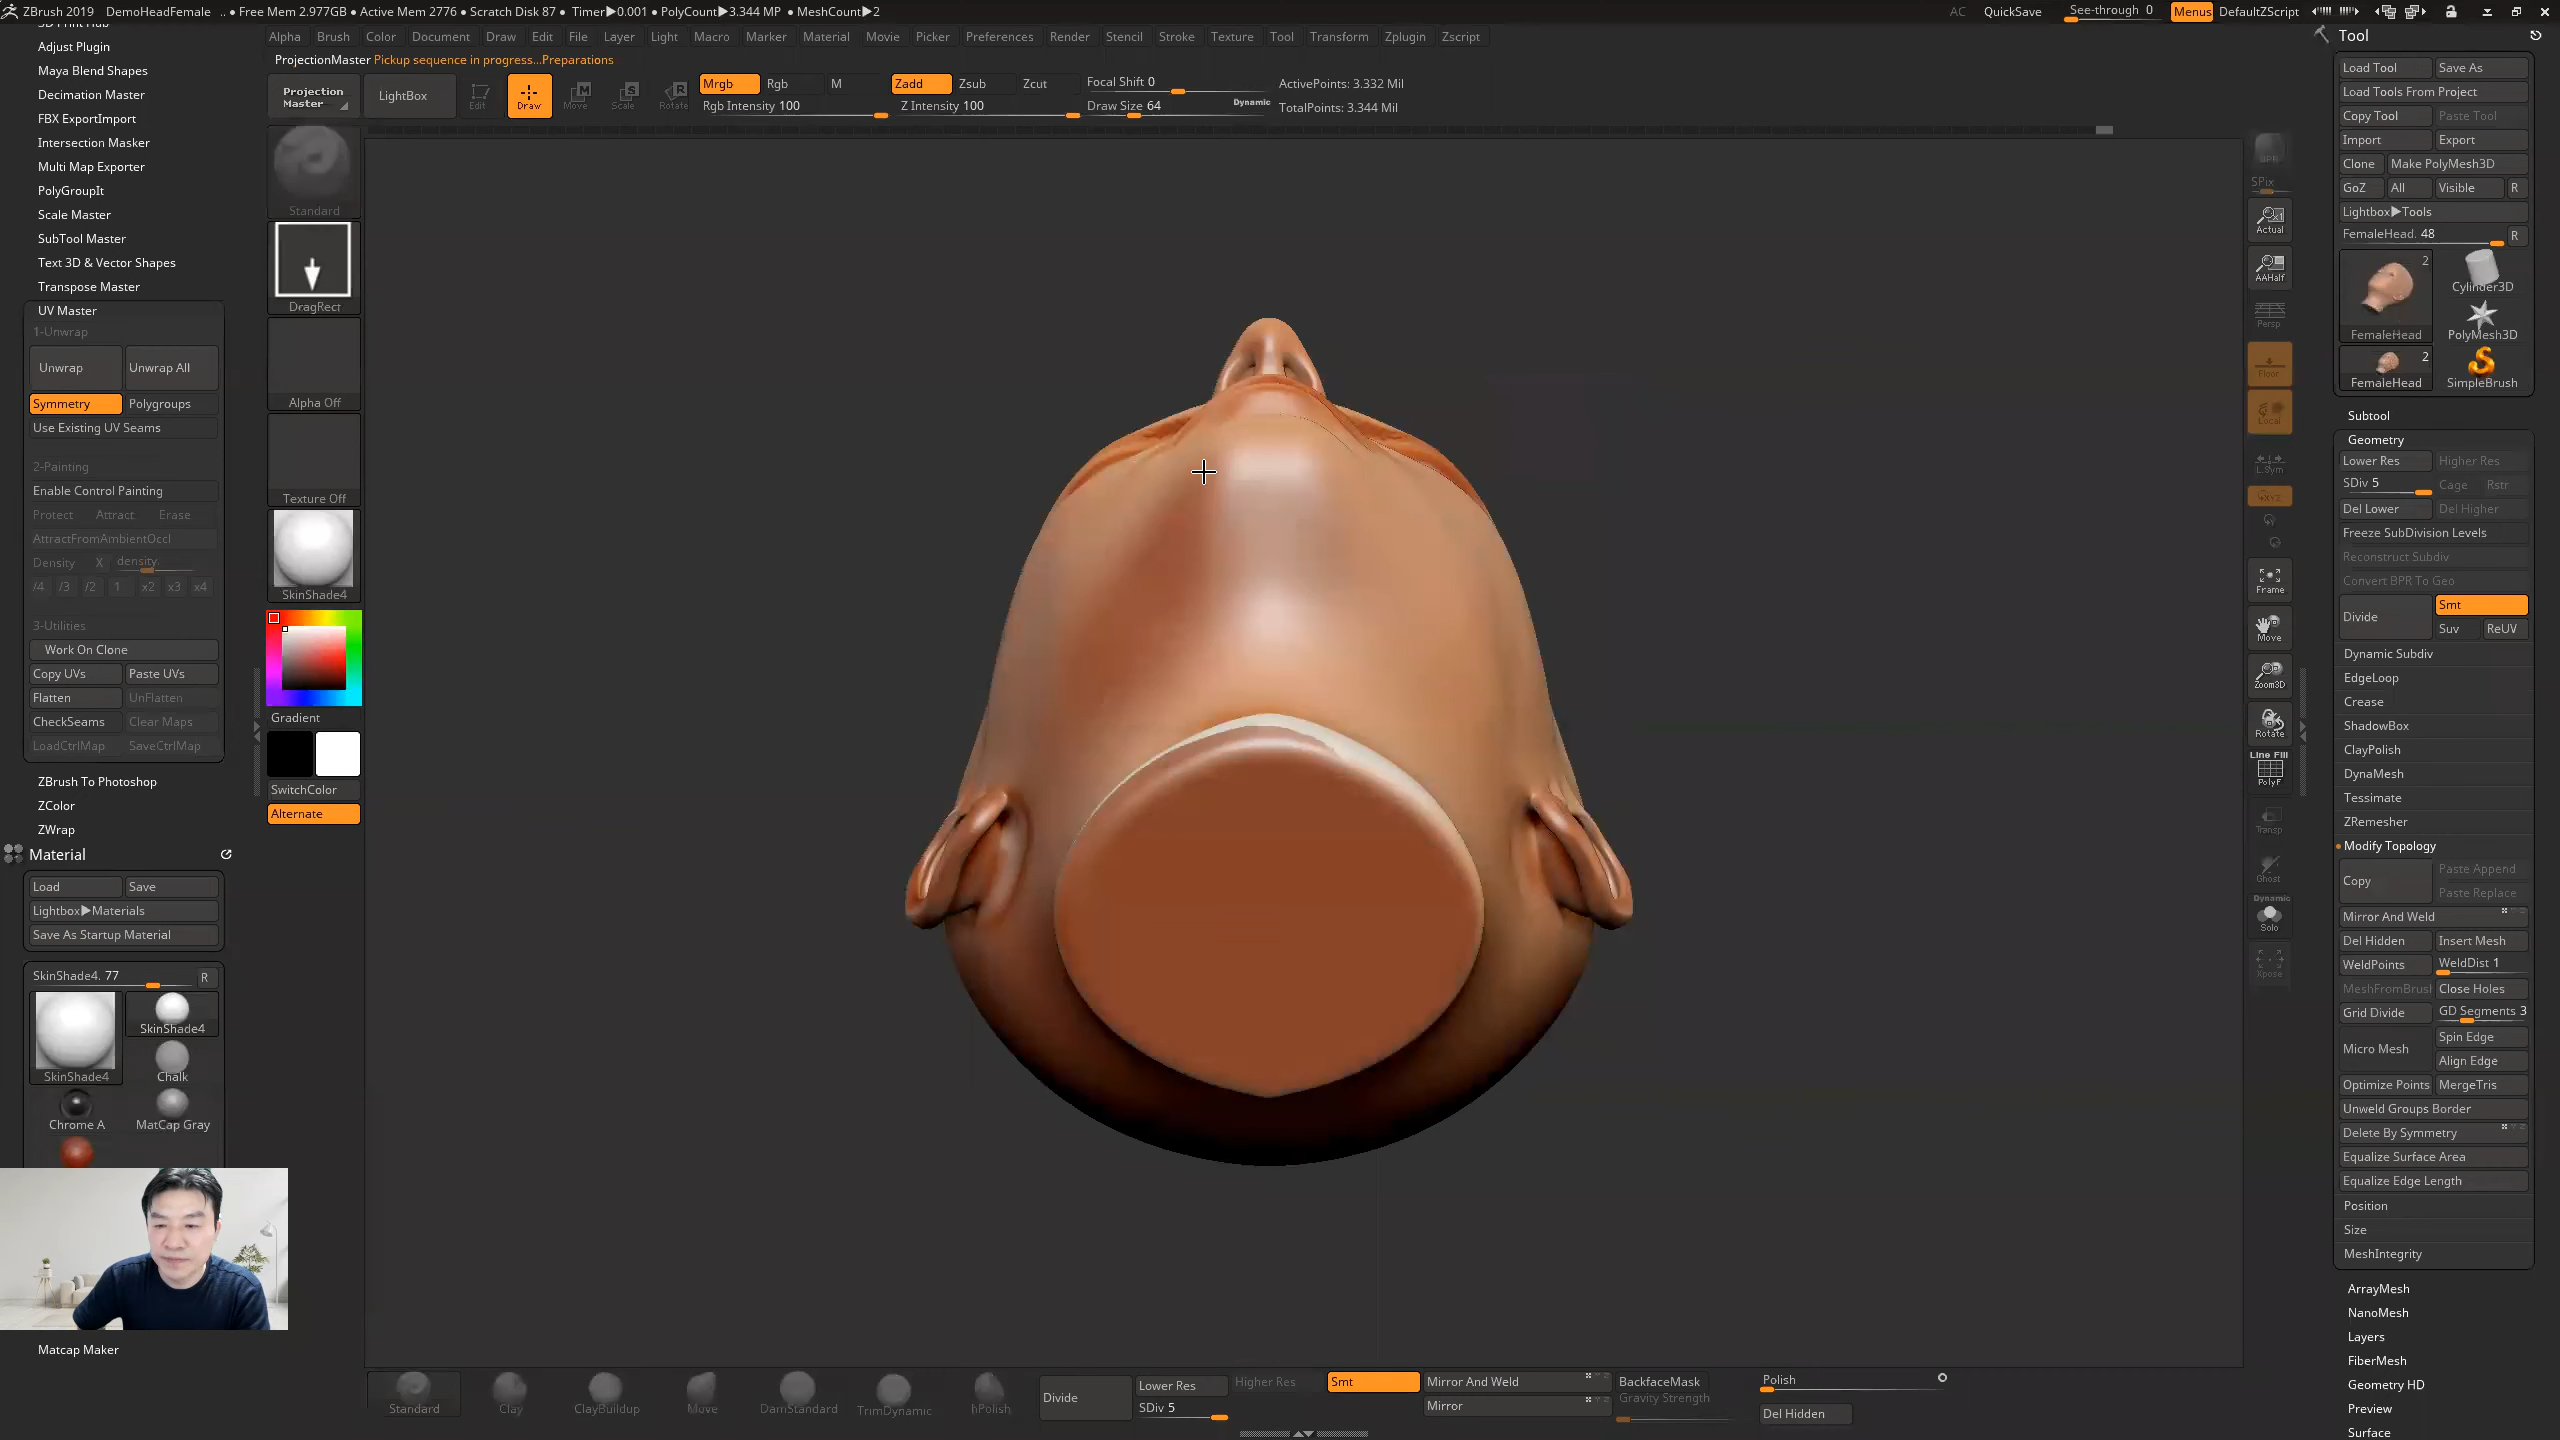 ZBrush 2019 DemoHeadFemale .. • Free Mem 2.977GB • Active Mem 2776 • Scratch Disk 87 • Timer▶0.001 • PolyCount▶3.344 MP • MeshCount▶2 AC QuickSave See-through 0 Menus DefaultZScript
Alpha Brush Color Document Draw Edit File Layer Light Macro Marker Material Movie Picker Preferences Render Stencil Stroke Texture Tool Transform Zplugin Zscript
ProjectionMaster Pickup sequence in progress...Preparations
Projection Master
LightBox
Edit
Draw
Move
Scale
Rotate
Mrgb Rgb M
Rgb Intensity 100
Zadd Zsub Zcut
Z Intensity 100
Focal Shift 0
Draw Size 64
Dynamic
ActivePoints: 3.332 Mil
TotalPoints: 3.344 Mil
Adjust Plugin
Maya Blend Shapes
Decimation Master
FBX ExportImport
Intersection Masker
Multi Map Exporter
PolyGroupIt
Scale Master
SubTool Master
Text 3D & Vector Shapes
Transpose Master
UV Master
1-Unwrap
Unwrap Unwrap All
Symmetry Polygroups
Use Existing UV Seams
2-Painting
Enable Control Painting
Protect Attract Erase
AttractFromAmbientOccl
Density X density.
/4 /3 /2 1 x2 x3 x4
3-Utilities
Work On Clone
Copy UVs Paste UVs
Flatten UnFlatten
CheckSeams Clear Maps
LoadCtrlMap SaveCtrlMap
ZBrush To Photoshop
ZColor
ZWrap
Material
Load Save
Lightbox▶Materials
Save As Startup Material
SkinShade4. 77 R
SkinShade4
SkinShade4
Chalk
Chrome A MatCap Gray
Matcap Maker
Standard
DragRect
Alpha Off
Texture Off
SkinShade4
Gradient
SwitchColor
Alternate
BPR
SPix
Actual
AAHalf
Persp
Floor
Local
L.Sym
Frame
Move
Zoom3D
Rotate
Line Fill
PolyF
Transp
Ghost
Dynamic
Solo
Xpose
Tool
Load Tool Save As
Load Tools From Project
Copy Tool Paste Tool
Import Export
Clone Make PolyMesh3D
GoZ All Visible R
Lightbox▶Tools
FemaleHead. 48 R
2
Cylinder3D
FemaleHead PolyMesh3D
2
FemaleHead SimpleBrush
Subtool
Geometry
Lower Res Higher Res
SDiv 5 Cage Rstr
Del Lower Del Higher
Freeze SubDivision Levels
Reconstruct Subdiv
Convert BPR To Geo
Divide Smt
Suv ReUV
Dynamic Subdiv
EdgeLoop
Crease
ShadowBox
ClayPolish
DynaMesh
Tessimate
ZRemesher
Modify Topology
Copy Paste Append
Paste Replace
Mirror And Weld
Del Hidden Insert Mesh
WeldPoints WeldDist 1
MeshFromBrush Close Holes
Grid Divide GD Segments 3
Micro Mesh Spin Edge
Align Edge
Optimize Points MergeTris
Unweld Groups Border
Delete By Symmetry
Equalize Surface Area
Equalize Edge Length
Position
Size
MeshIntegrity
ArrayMesh
NanoMesh
Layers
FiberMesh
Geometry HD
Preview
Surface
Standard Clay ClayBuildup Move DamStandard TrimDynamic hPolish
Divide
Lower Res Higher Res
SDiv 5
Smt
Mirror And Weld
Mirror
BackfaceMask
Gravity Strength
Polish
Del Hidden